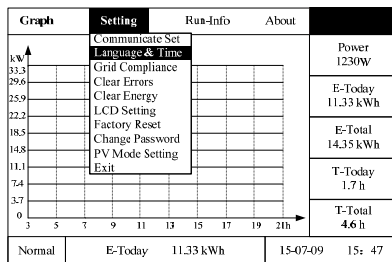 Graph Setting Run-Info About
Communicate Set
Language & Time
Grid Compliance
Clear Errors
Clear Energy
LCD Setting
Factory Reset
Change Password
PV Mode Setting
Exit
kW
33.3
29.6
25.9
22.2
18.5
14.8
11.1
7.4
3.7
0
3 5 7 9 11 13 15 17 19 21h
Power
1230W
E-Today
11.33 kWh
E-Total
14.35 kWh
T-Today
1.7 h
T-Total
4.6 h
Normal E-Today 11.33 kWh 15-07-09 15: 47